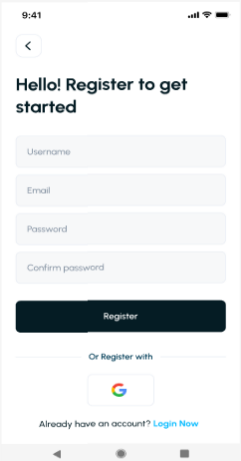 9:41
Hello! Register to get
started
Username
Email
Password
Confirm password
Register
Or Register with
Already have an account? Login Now